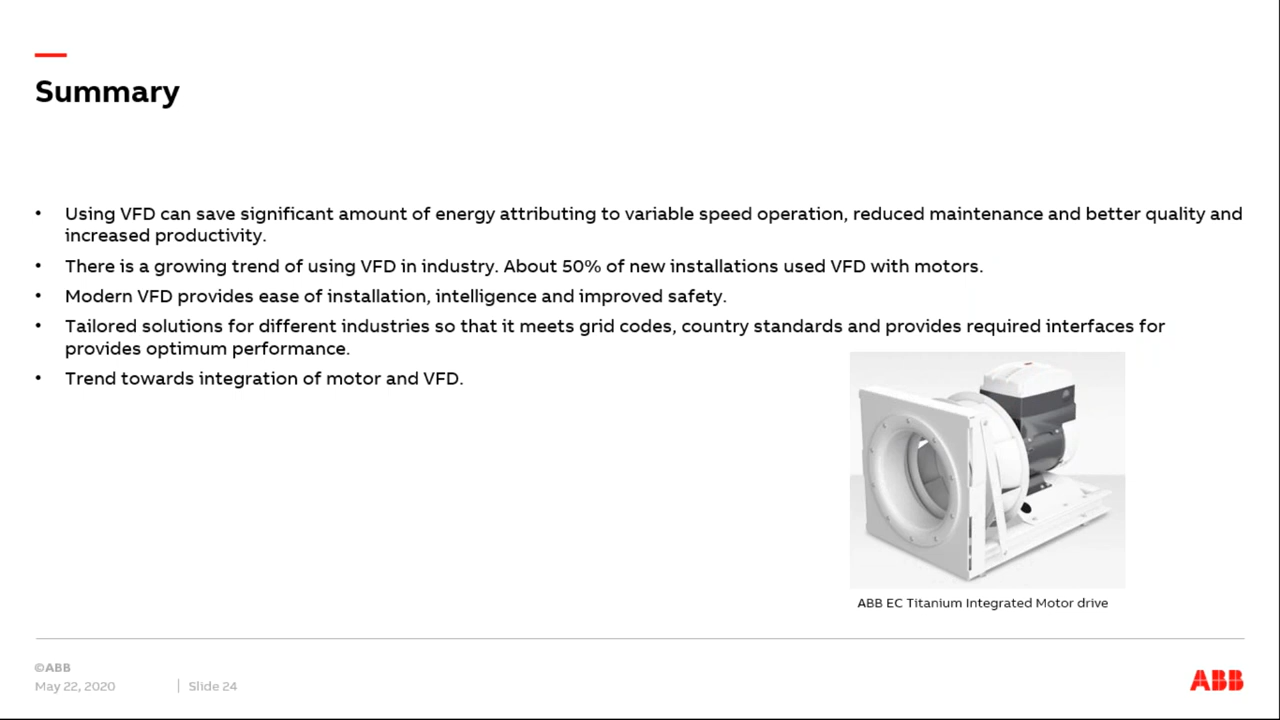 Summary
• Using VFD can save significant amount of energy attributing to variable speed operation, reduced maintenance and better quality and
increased productivity.
• There is a growing trend of using VFD in industry. About 50% of new installations used VFD with motors.
• Modern VFD provides ease of installation, intelligence and improved safety.
• Tailored solutions for different industries so that it meets grid codes, country standards and provides required interfaces for
provides optimum performance.
• Trend towards integration of motor and VFD.
ABB EC Titanium Integrated Motor drive
©ABB
May 22, 2020 | Slide 24
ABB